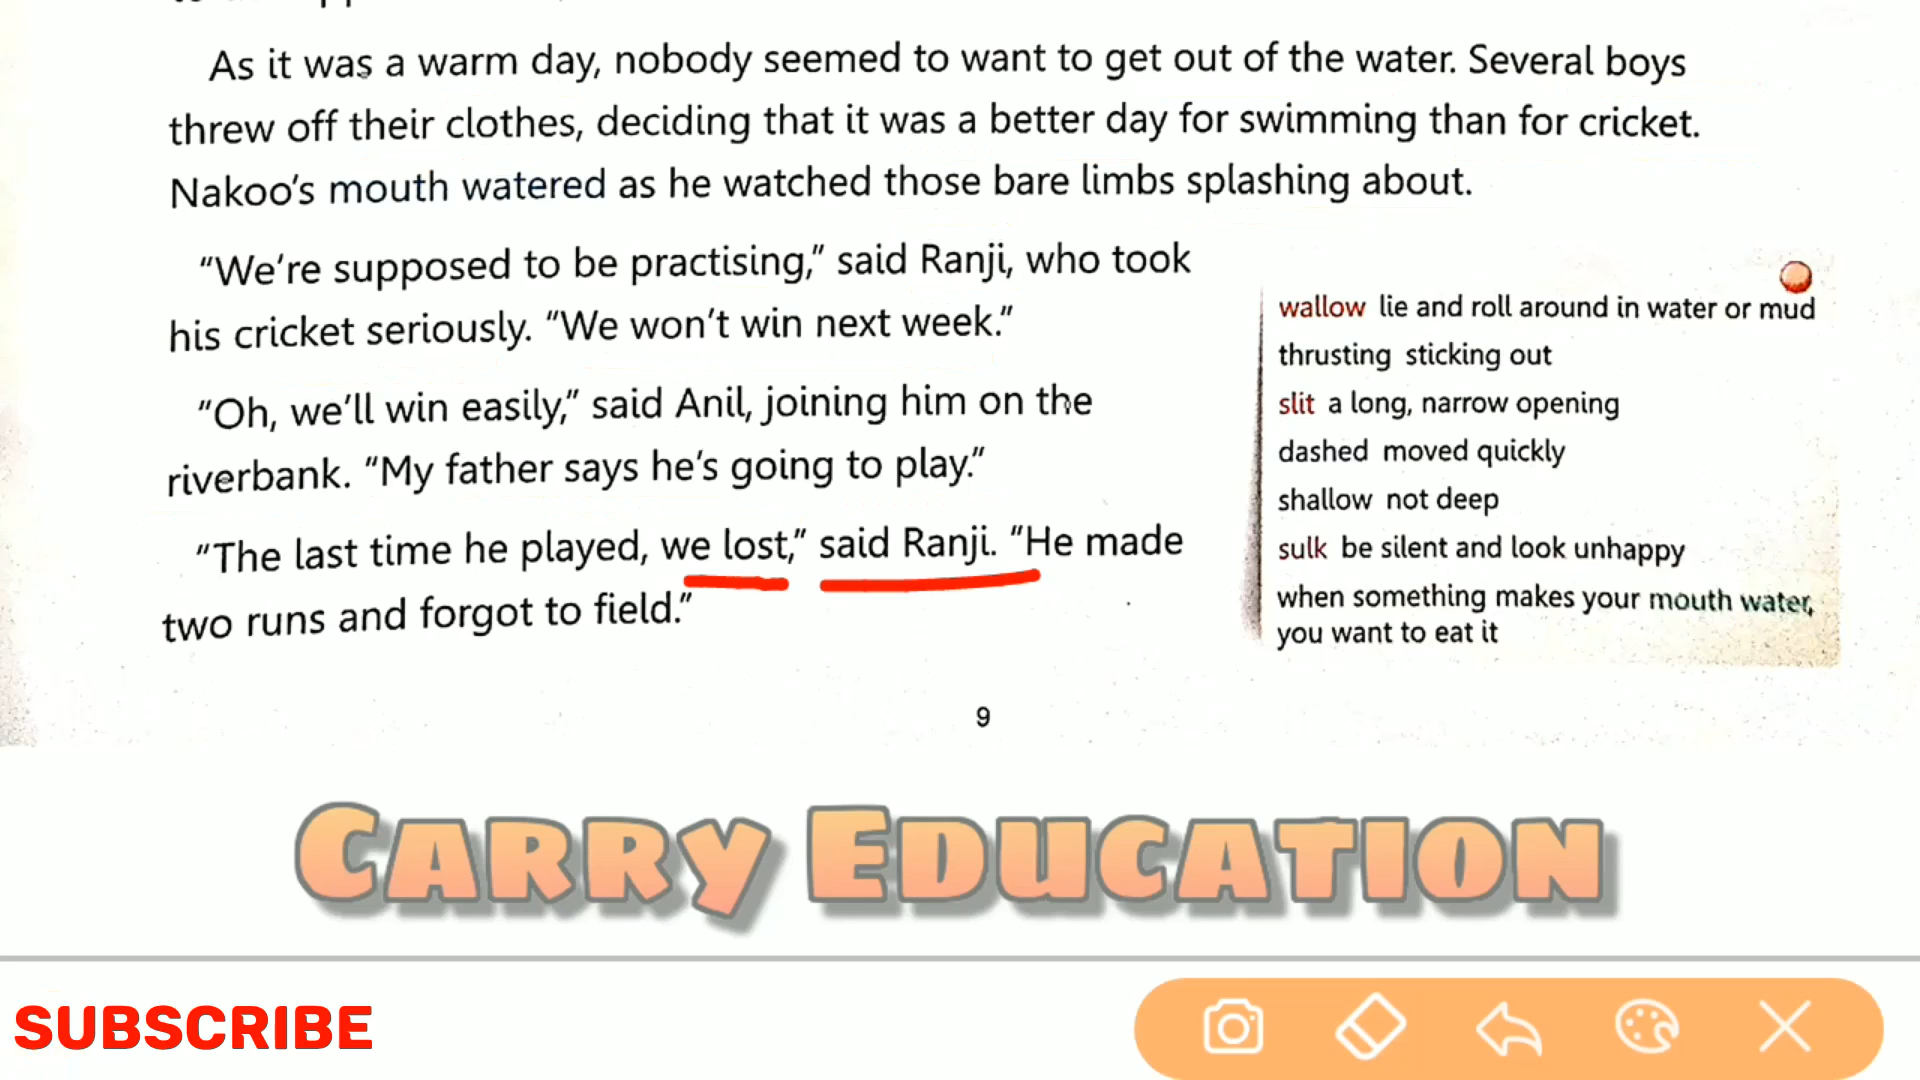 As it was a warm day, nobody seemed to want to get out of the water. Several boys
threw off their clothes, deciding that it was a better day for swimming than for cricket.
Nakoo's mouth watered as he watched those bare limbs splashing about.
“We're supposed to be practising,” said Ranji, who took
his cricket seriously. “We won't win next week.”
“Oh, we'll win easily,” said Anil, joining him on the
riverbank. “My father says he's going to play.”
“The last time he played, we lost,” said Ranji. “He made
two runs and forgot to field.”
wallow lie and roll around in water or mud
thrusting sticking out
slit a long, narrow opening
dashed moved quickly
shallow not deep
sulk be silent and look unhappy
when something makes your mouth water,
you want to eat it
9
CARRY EDUCATION
SUBSCRIBE